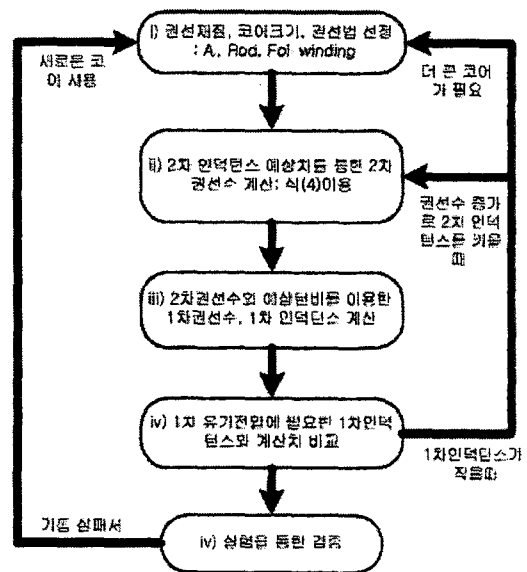 i) 권선재질, 코어크기, 권선법 선정
: A, Rod, Foil winding
새로운 코
어 사용
더 큰 코어
가 필요
ii) 2차 인덕턴스 예상치를 통한 2차
권선수 계산; 식(4)이용
권선수 증가
로 2차 인덕
턴스를 키울
때
iii) 2차권선수와 예상턴비를 이용한
1차권선수, 1차 인덕턴스 계산
iv) 1차 유기전압에 필요한 1차인덕
턴스와 계산치 비교
1차인덕턴스가
작을때
기동 실패시
iv) 실험을 통한 검증